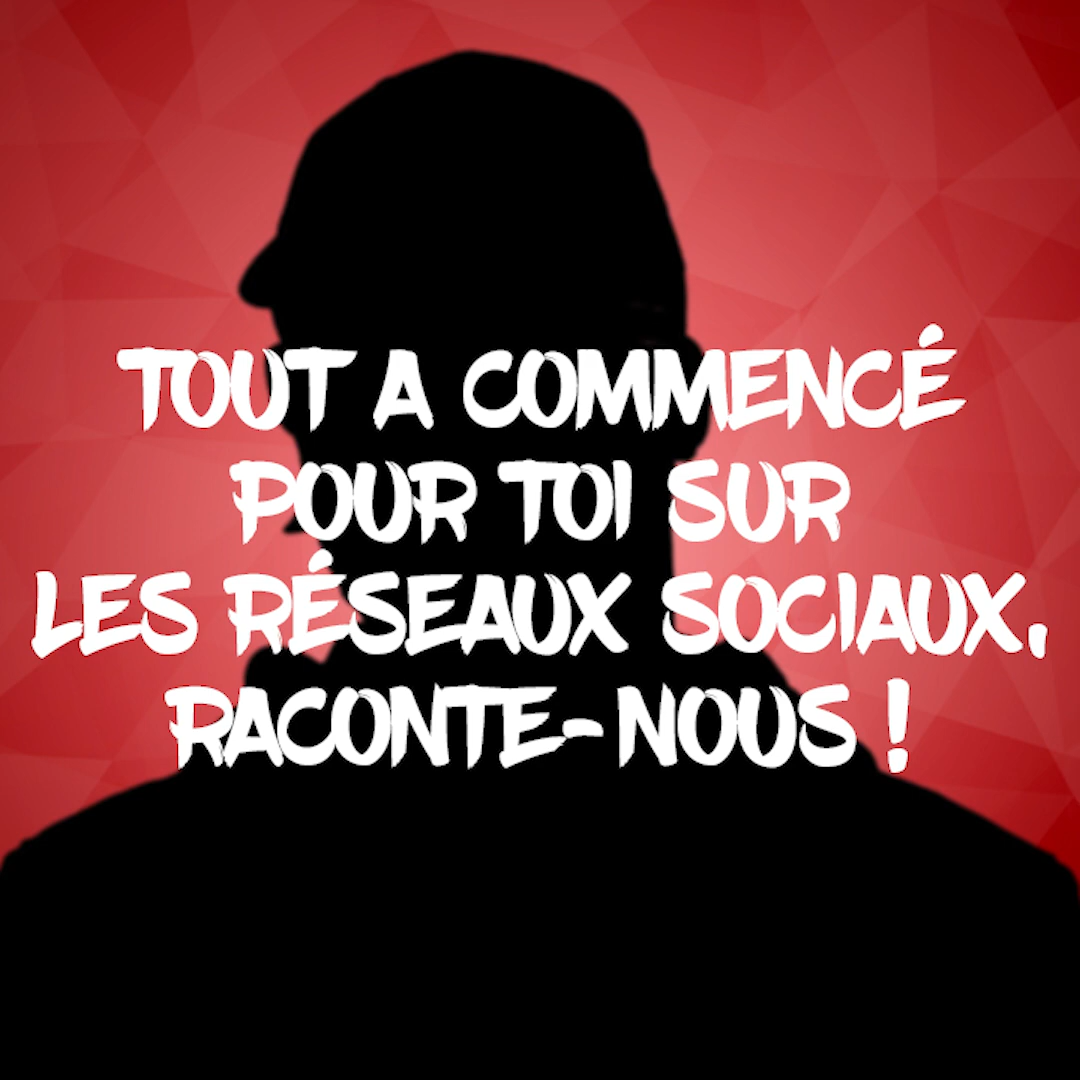 TOUT A COMMENCÉ
POUR TOI SUR
LES RÉSEAUX SOCIAUX,
RACONTE-NOUS !